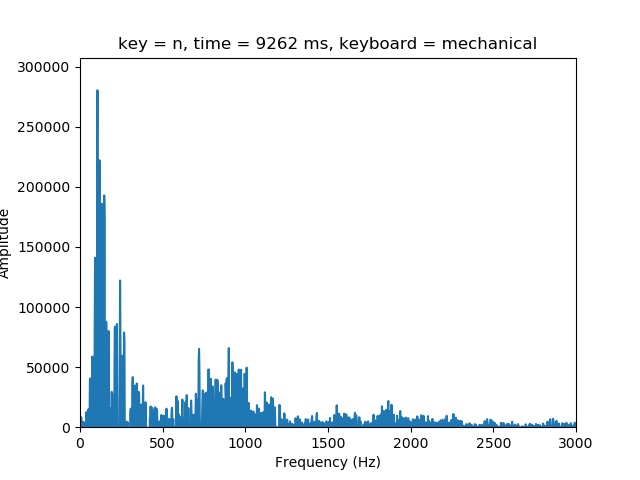 key = n, time = 9262 ms, keyboard = mechanical
300000
250000
200000
150000
100000
50000
0
Amplitude
0 500 1000 1500 2000 2500 3000
Frequency (Hz)